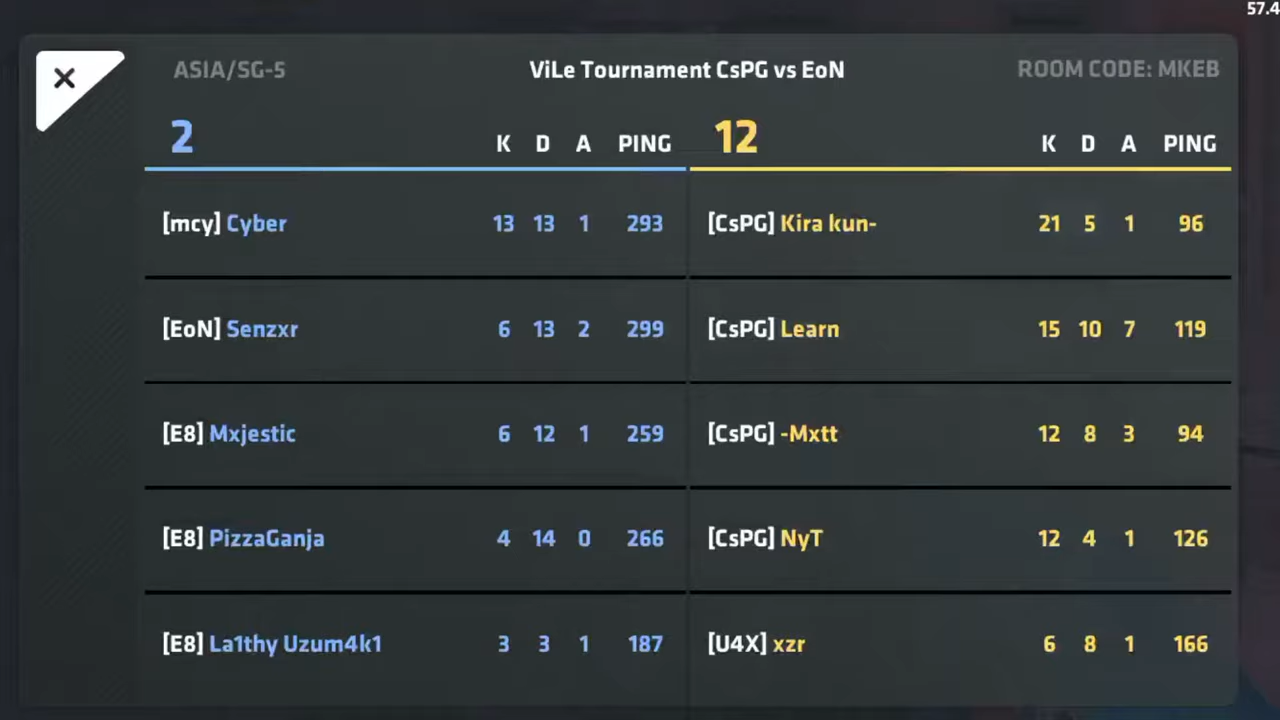 57.4
ASIA/SG-5 ViLe Tournament CsPG vs EoN ROOM CODE: MKEB
2 K D A PING 12 K D A PING
[mcy] Cyber 13 13 1 293 [CsPG] Kira kun- 21 5 1 96
[EoN] Senzxr 6 13 2 299 [CsPG] Learn 15 10 7 119
[E8] Mxjestic 6 12 1 259 [CsPG] -Mxtt 12 8 3 94
[E8] PizzaGanja 4 14 0 266 [CsPG] NyT 12 4 1 126
[E8] La1thy Uzum4k1 3 3 1 187 [U4X] xzr 6 8 1 166